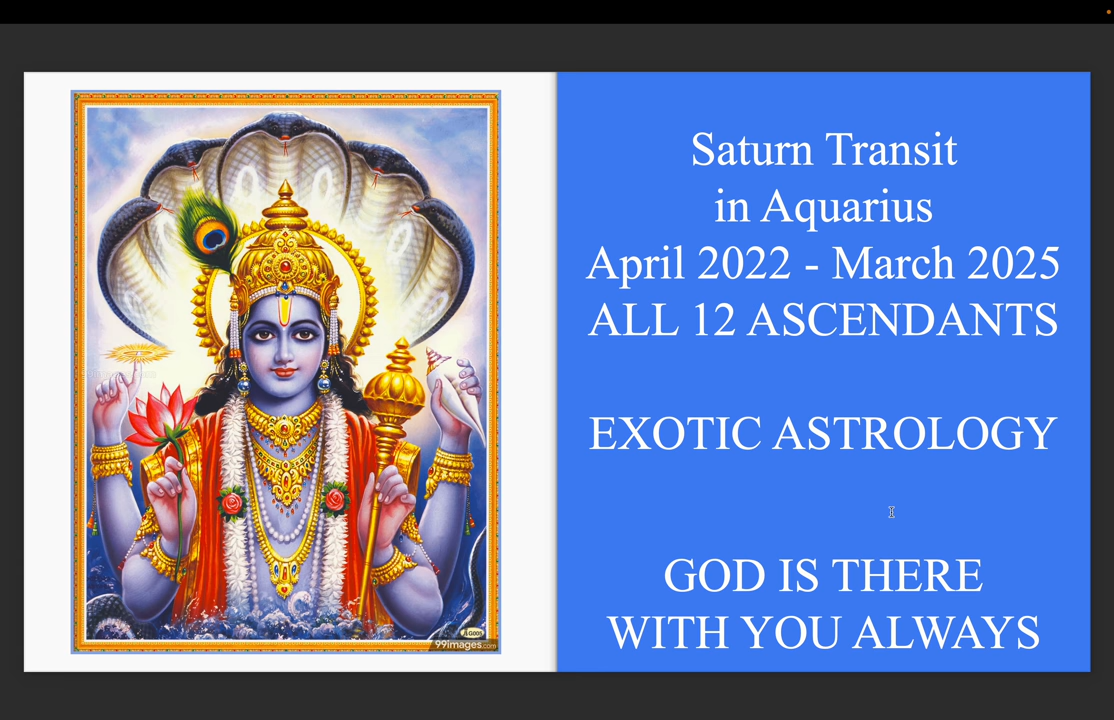 Saturn Transit
in Aquarius
April 2022 - March 2025
ALL 12 ASCENDANTS
EXOTIC ASTROLOGY
GOD IS THERE
WITH YOU ALWAYS
99images.com